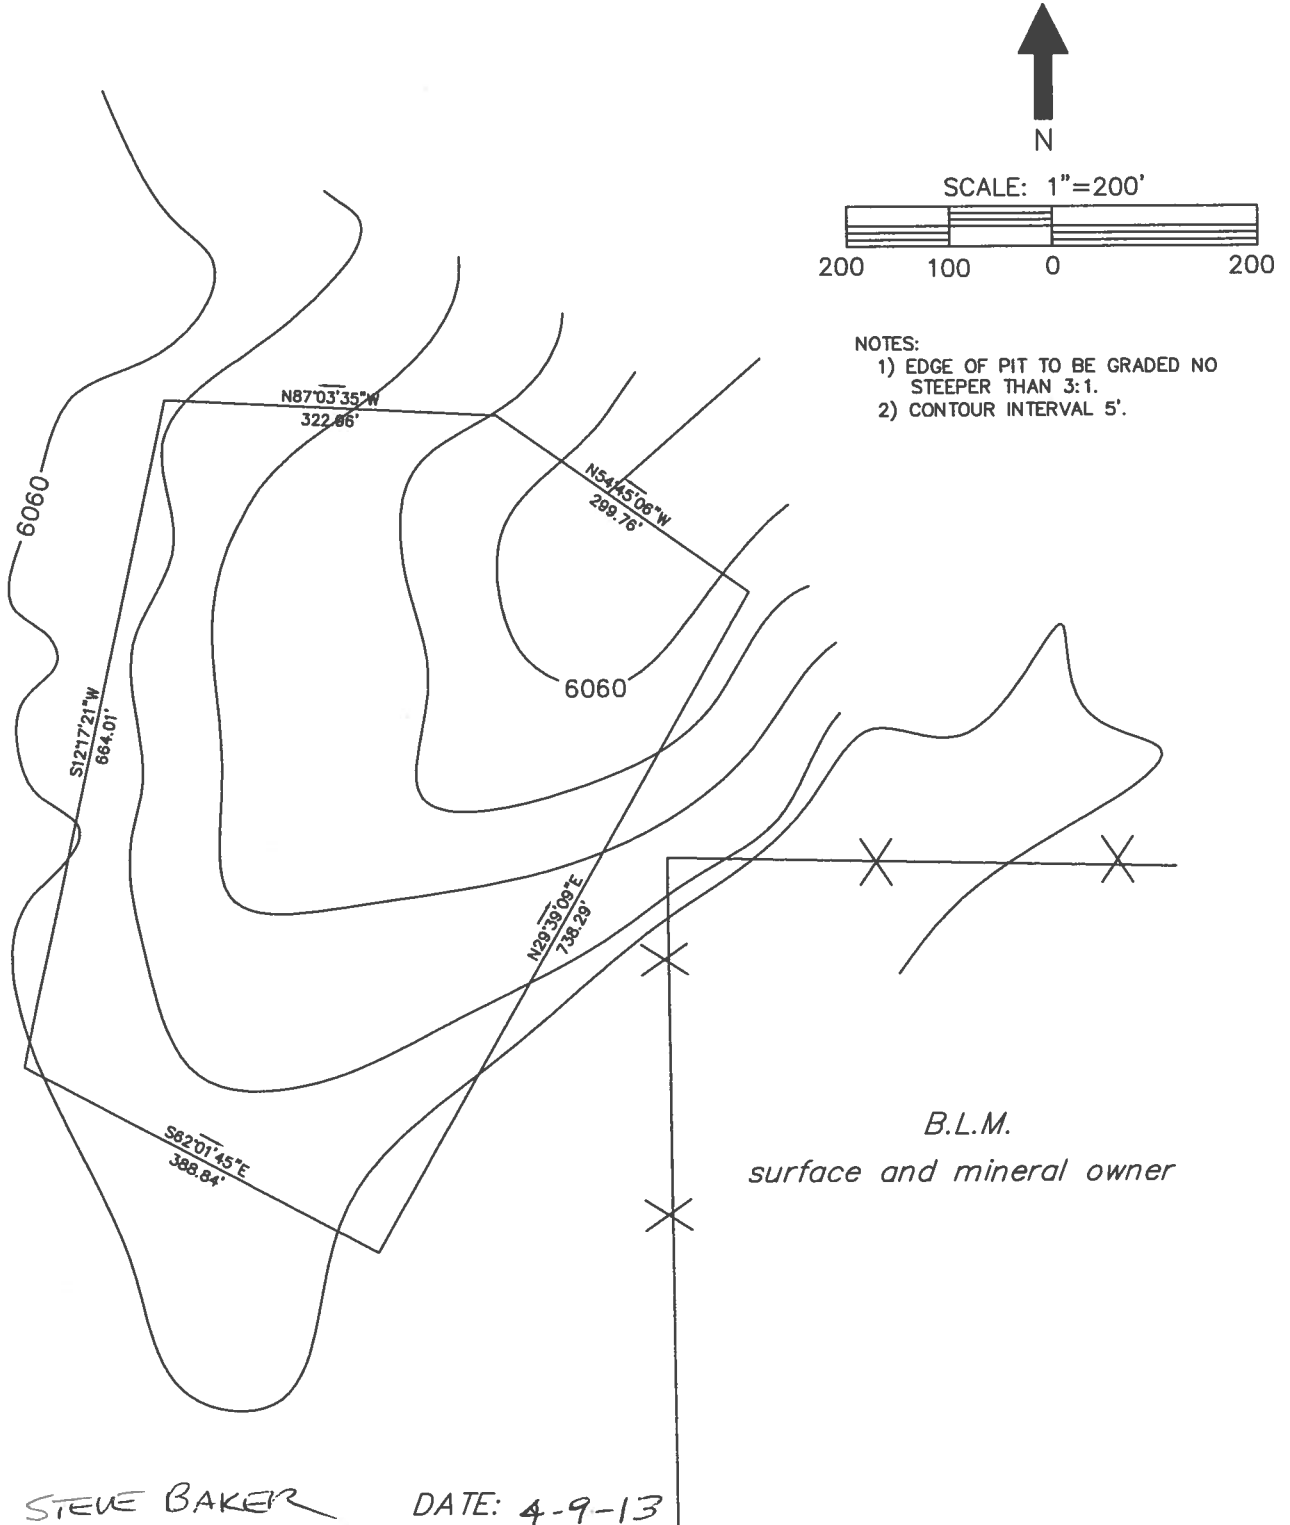 N
SCALE: 1"=200'
200 100 0 200
NOTES:
1) EDGE OF PIT TO BE GRADED NO
STEEPER THAN 3:1.
2) CONTOUR INTERVAL 5'.
N87°03'35"W
322.66'
6060
N54°45'06"W
299.76'
6060
S12°17'21"W
664.01'
N29°39'09"E
738.29'
S62°01'45"E
388.84'
B.L.M.
surface and mineral owner
STEVE BAKER DATE: 4-9-13